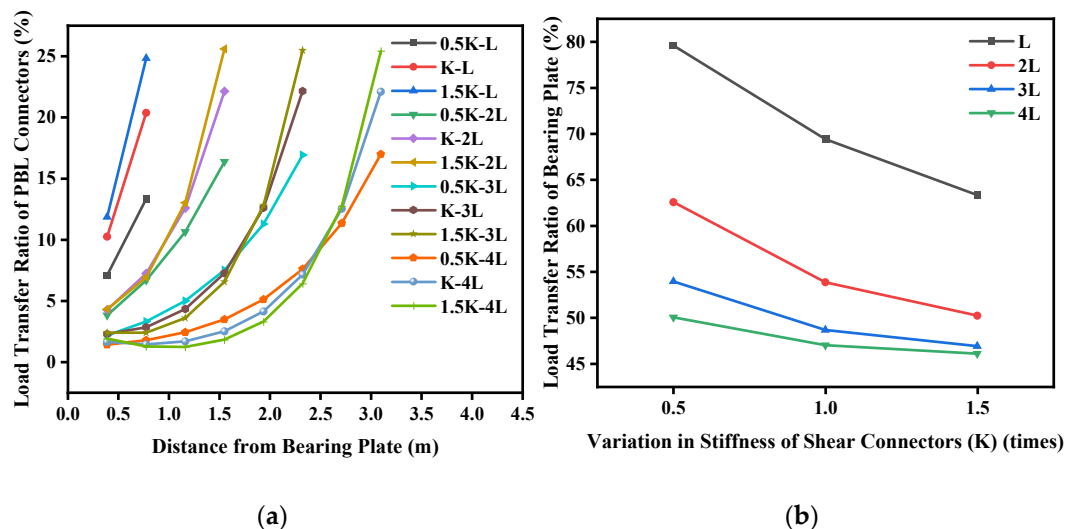 Load Transfer Ratio of PBL Connectors (%)
25
20
15
10
5
0
0.0 0.5 1.0 1.5 2.0 2.5 3.0 3.5 4.0 4.5
Distance from Bearing Plate (m)
0.5K-L
K-L
1.5K-L
0.5K-2L
K-2L
1.5K-2L
0.5K-3L
K-3L
1.5K-3L
0.5K-4L
K-4L
1.5K-4L
(a)
Load Transfer Ratio of Bearing Plate (%)
80
75
70
65
60
55
50
45
0.5 1.0 1.5
Variation in Stiffness of Shear Connectors (K) (times)
L
2L
3L
4L
(b)